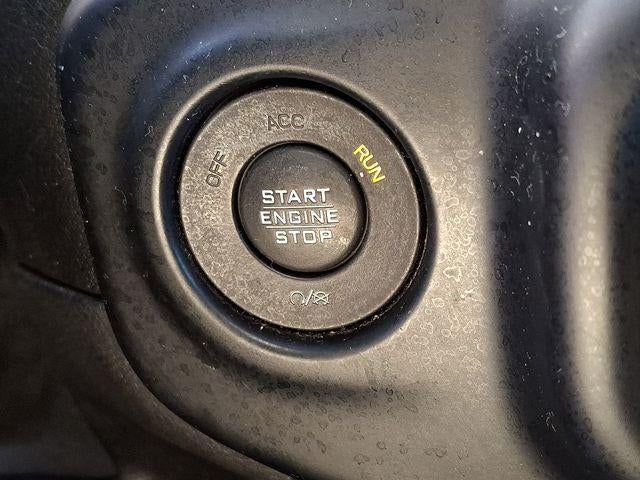 OFF
ACC
RUN
START
ENGINE
STOP